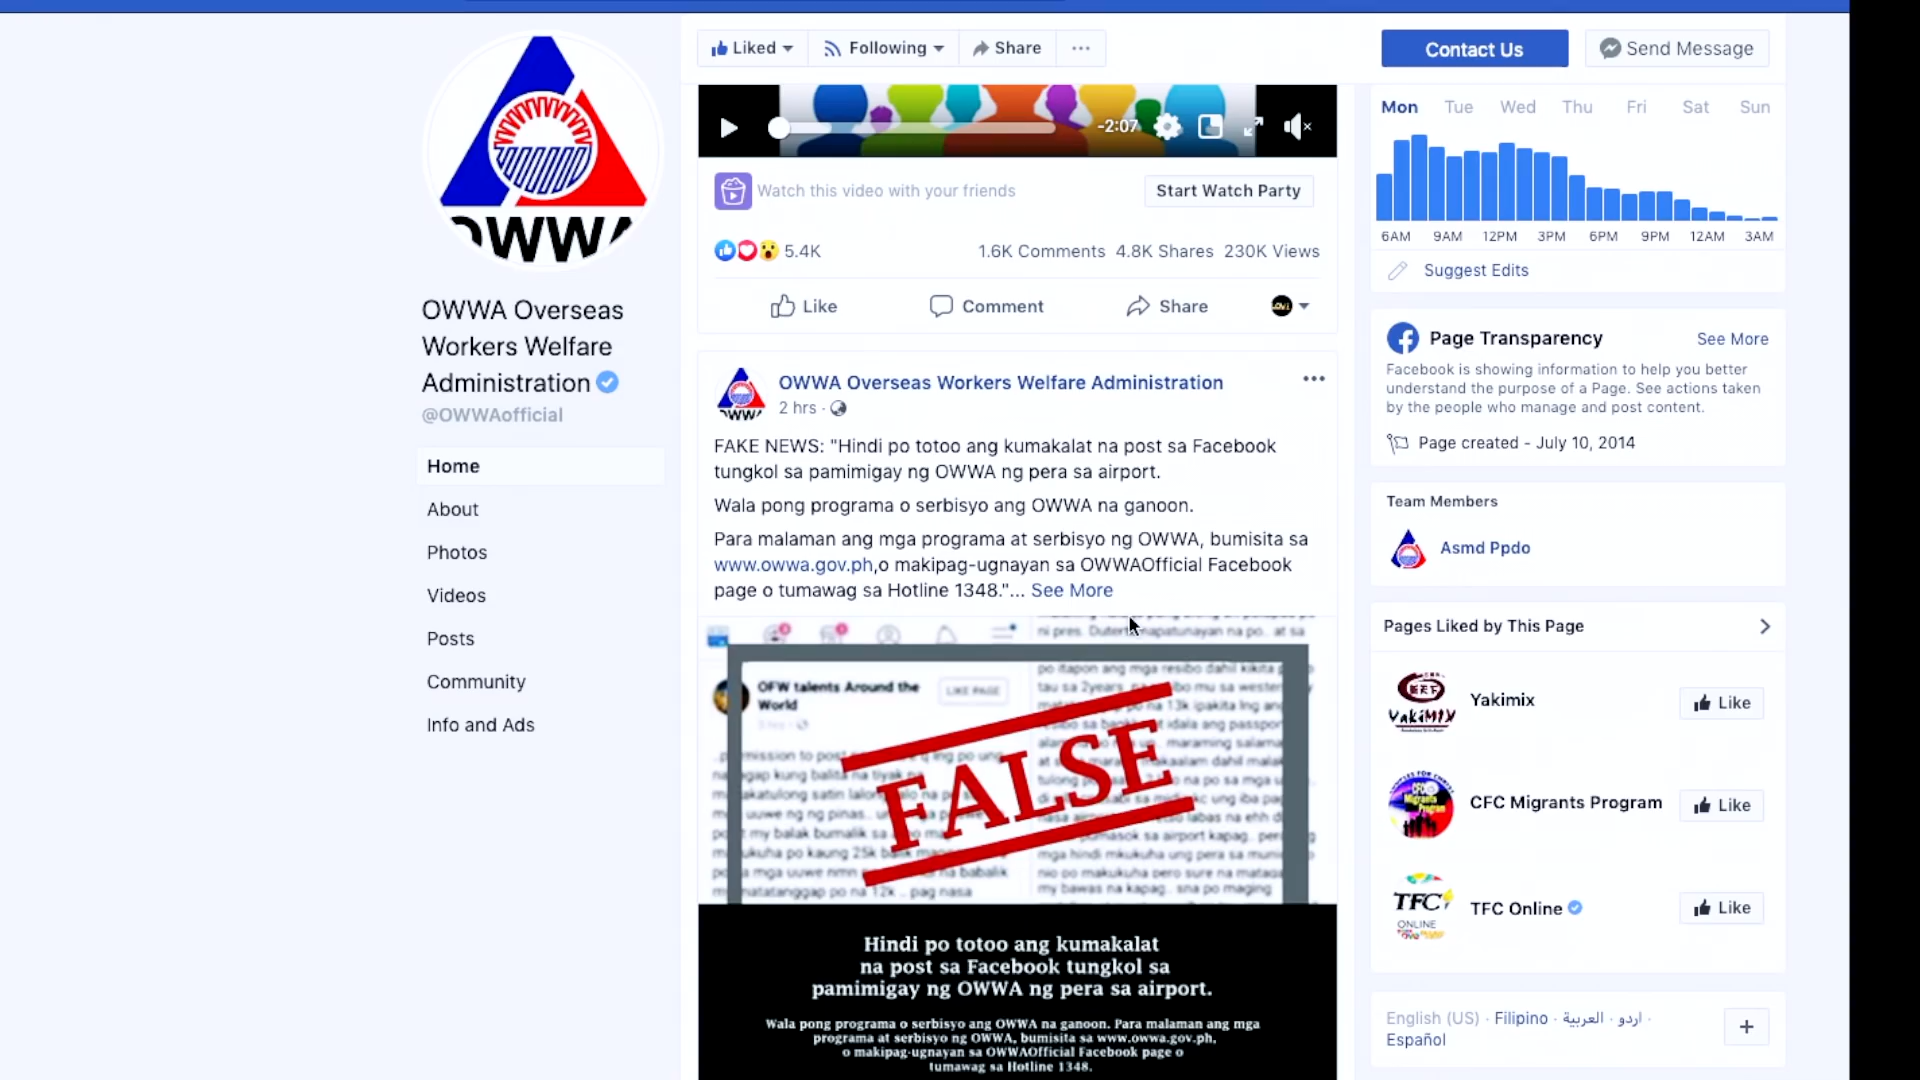 Liked
Following
Share
Contact Us
Send Message
OWWA
OWWA Overseas
Workers Welfare
Administration
@OWWAofficial
Home
About
Photos
Videos
Posts
Community
Info and Ads
-2:07
Watch this video with your friends
Start Watch Party
5.4K
1.6K Comments 4.8K Shares 230K Views
Like
Comment
Share
OWWA Overseas Workers Welfare Administration
2 hrs ·
FAKE NEWS: "Hindi po totoo ang kumakalat na post sa Facebook
tungkol sa pamimigay ng OWWA ng pera sa airport.
Wala pong programa o serbisyo ang OWWA na ganoon.
Para malaman ang mga programa at serbisyo ng OWWA, bumisita sa
www.owwa.gov.ph,o makipag-ugnayan sa OWWAOfficial Facebook
page o tumawag sa Hotline 1348."... See More
OFW talents Around the
World
LIKE PAGE
FALSE
Hindi po totoo ang kumakalat
na post sa Facebook tungkol sa
pamimigay ng OWWA ng pera sa airport.
Wala pong programa o serbisyo ang OWWA na ganoon. Para malaman ang mga
programa at serbisyo ng OWWA, bumisita sa www.owwa.gov.ph,
o makipag-ugnayan sa OWWAOfficial Facebook page o
tumawag sa Hotline 1348.
Mon Tue Wed Thu Fri Sat Sun
6AM 9AM 12PM 3PM 6PM 9PM 12AM 3AM
Suggest Edits
Page Transparency
See More
Facebook is showing information to help you better
understand the purpose of a Page. See actions taken
by the people who manage and post content.
Page created - July 10, 2014
Team Members
Asmd Ppdo
Pages Liked by This Page
Yakimix
Like
CFC Migrants Program
Like
TFC
ONLINE
TFC Online
Like
English (US) · Filipino · العربية · اردو ·
Español